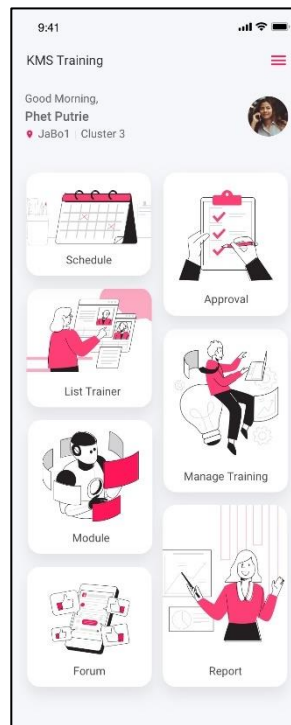 9:41
KMS Training
Good Morning,
Phet Putrie
JaBo1 | Cluster 3
Schedule
Approval
List Trainer
Manage Training
Module
Forum
Report